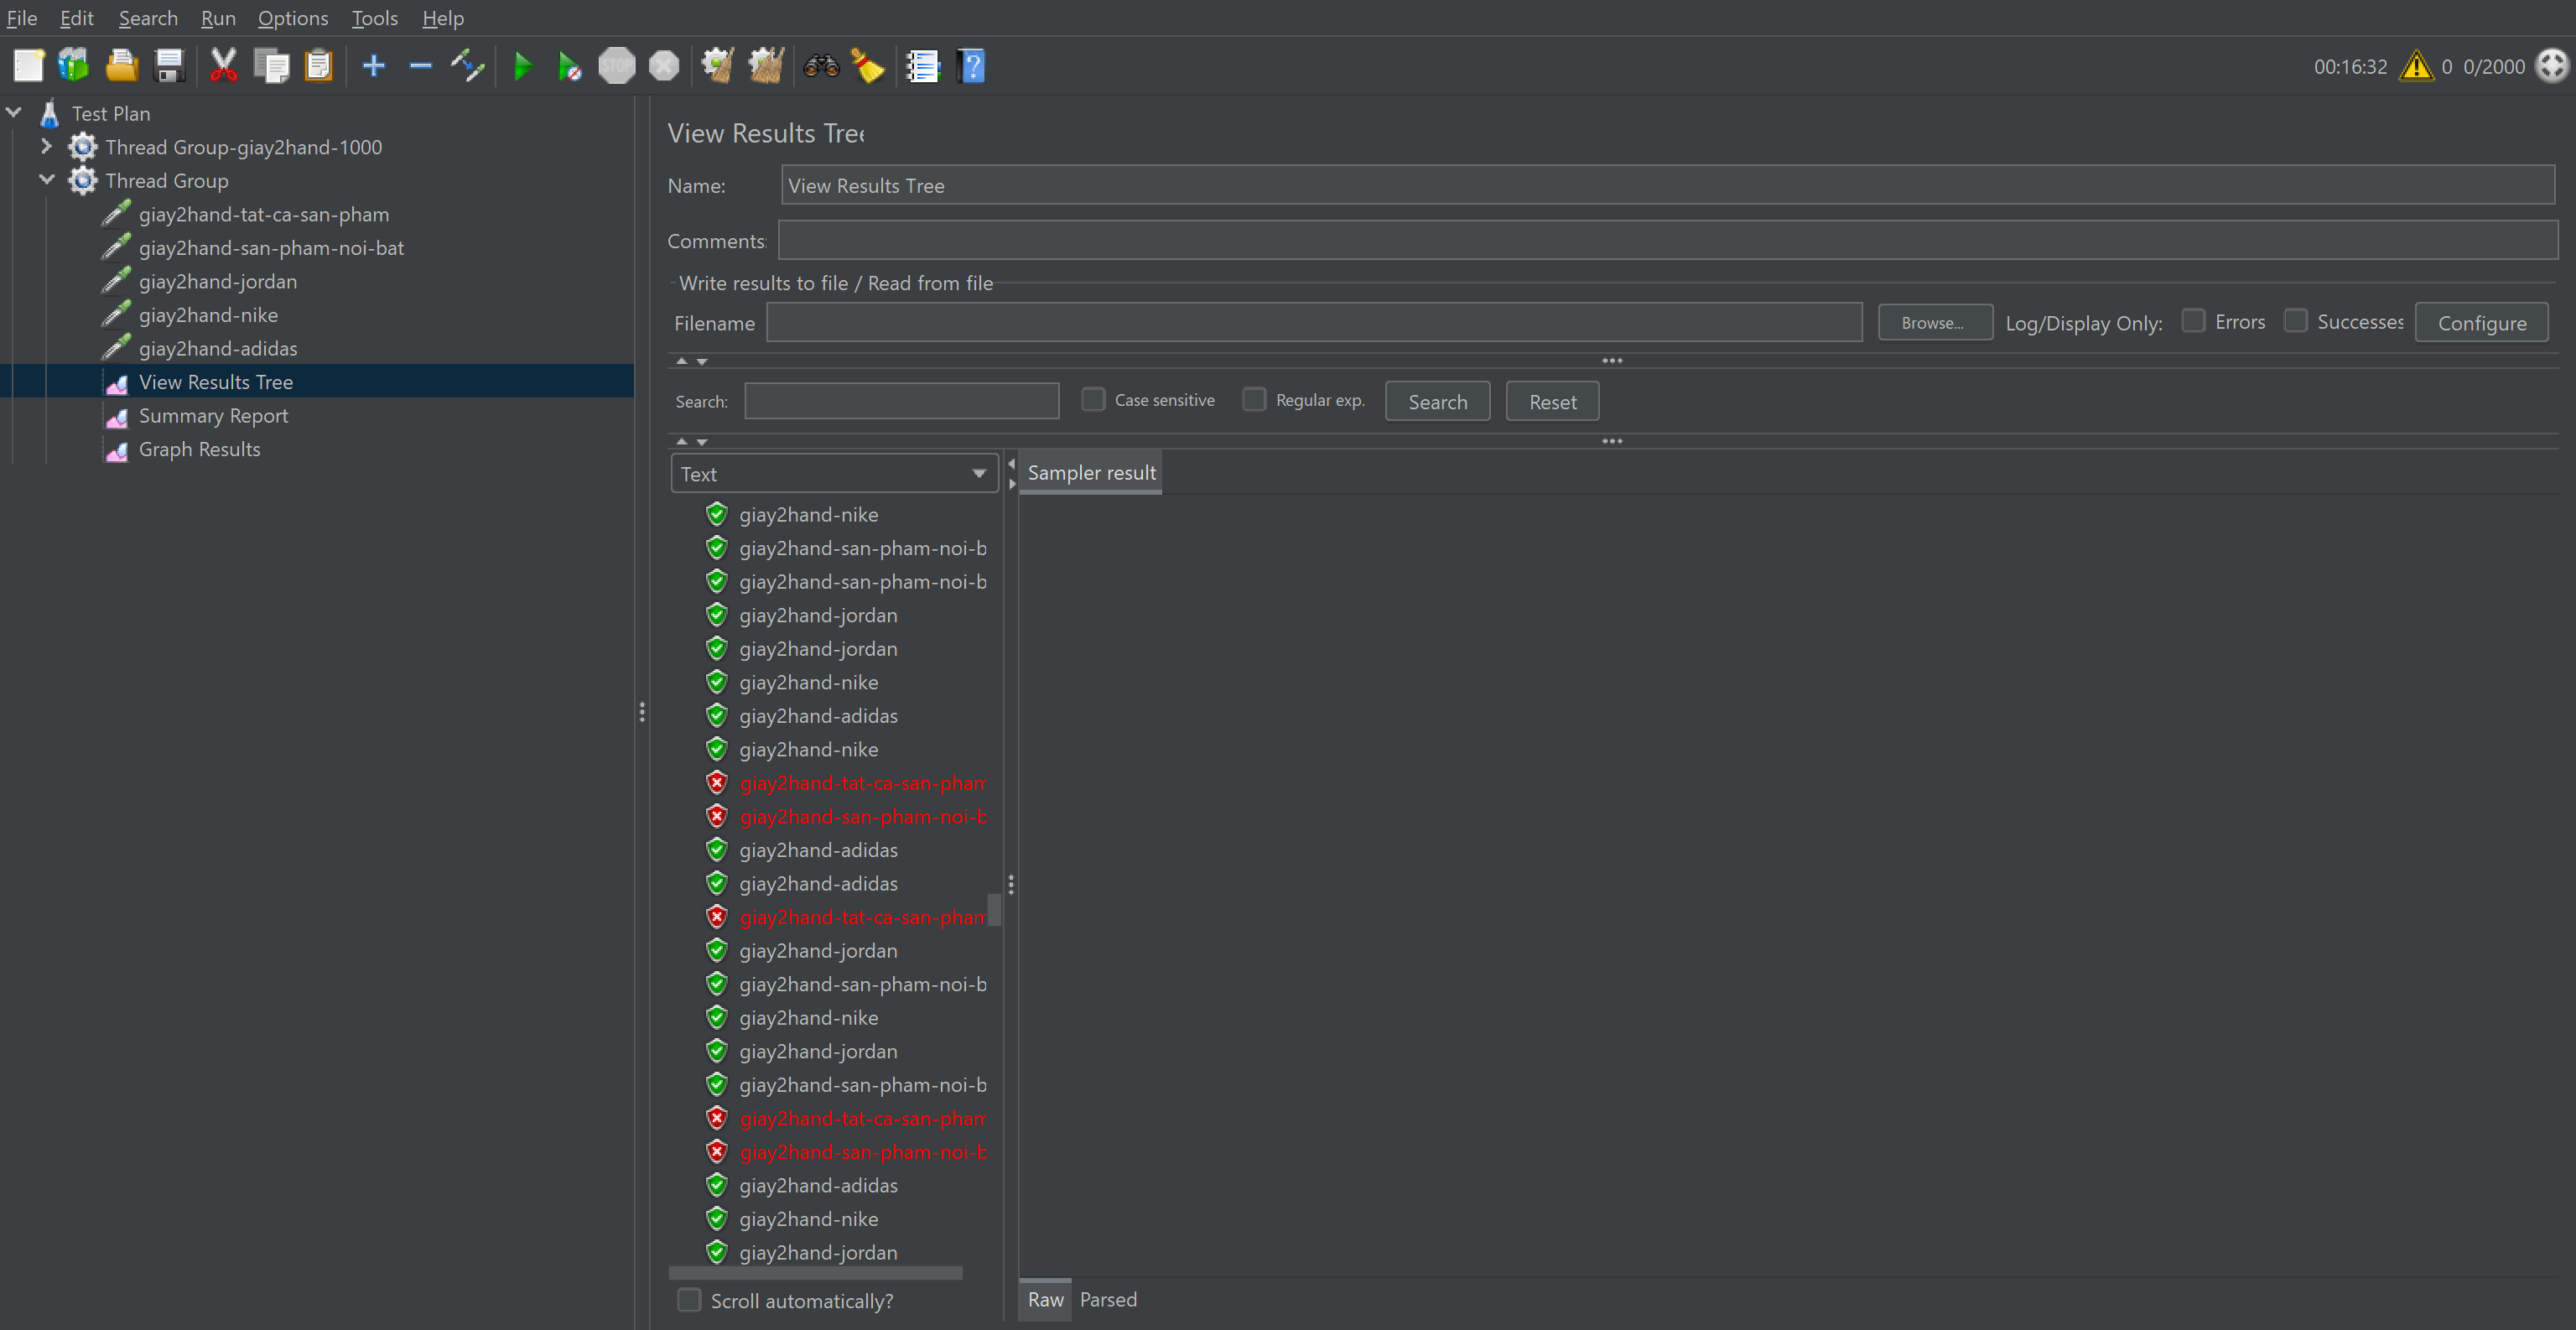 File Edit Search Run Options Tools Help
STOP
00:16:32 0 0/2000
Test Plan
Thread Group-giay2hand-1000
Thread Group
giay2hand-tat-ca-san-pham
giay2hand-san-pham-noi-bat
giay2hand-jordan
giay2hand-nike
giay2hand-adidas
View Results Tree
Summary Report
Graph Results
View Results Tree
Name: View Results Tree
Comments:
Write results to file / Read from file
Filename Browse... Log/Display Only: Errors Successes Configure
Search: Case sensitive Regular exp. Search Reset
Text
giay2hand-nike
giay2hand-san-pham-noi-b
giay2hand-san-pham-noi-b
giay2hand-jordan
giay2hand-jordan
giay2hand-nike
giay2hand-adidas
giay2hand-nike
giay2hand-tat-ca-san-pham
giay2hand-san-pham-noi-b
giay2hand-adidas
giay2hand-adidas
giay2hand-tat-ca-san-pham
giay2hand-jordan
giay2hand-san-pham-noi-b
giay2hand-nike
giay2hand-jordan
giay2hand-san-pham-noi-b
giay2hand-tat-ca-san-pham
giay2hand-san-pham-noi-b
giay2hand-adidas
giay2hand-nike
giay2hand-jordan
Scroll automatically?
Sampler result
Raw Parsed